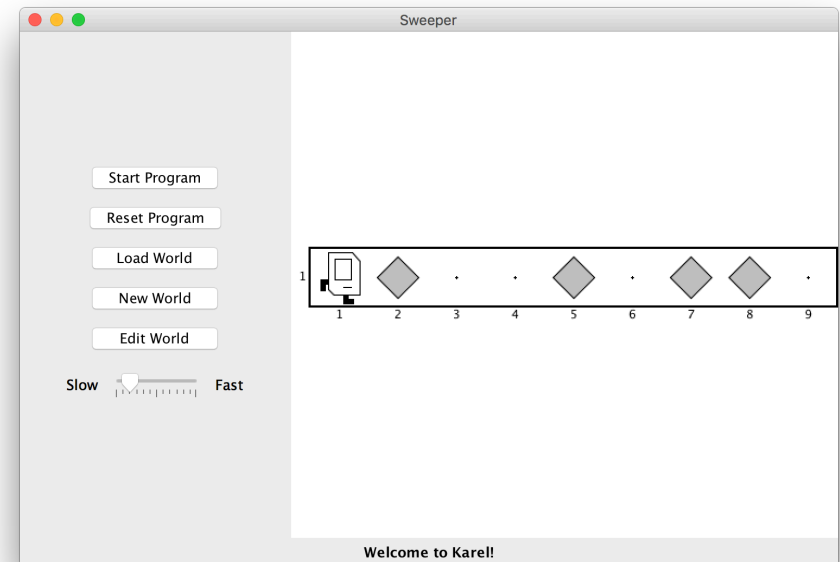 Sweeper
Start Program
Reset Program
Load World
New World
Edit World
Slow Fast
1
1 2 3 4 5 6 7 8 9
Welcome to Karel!